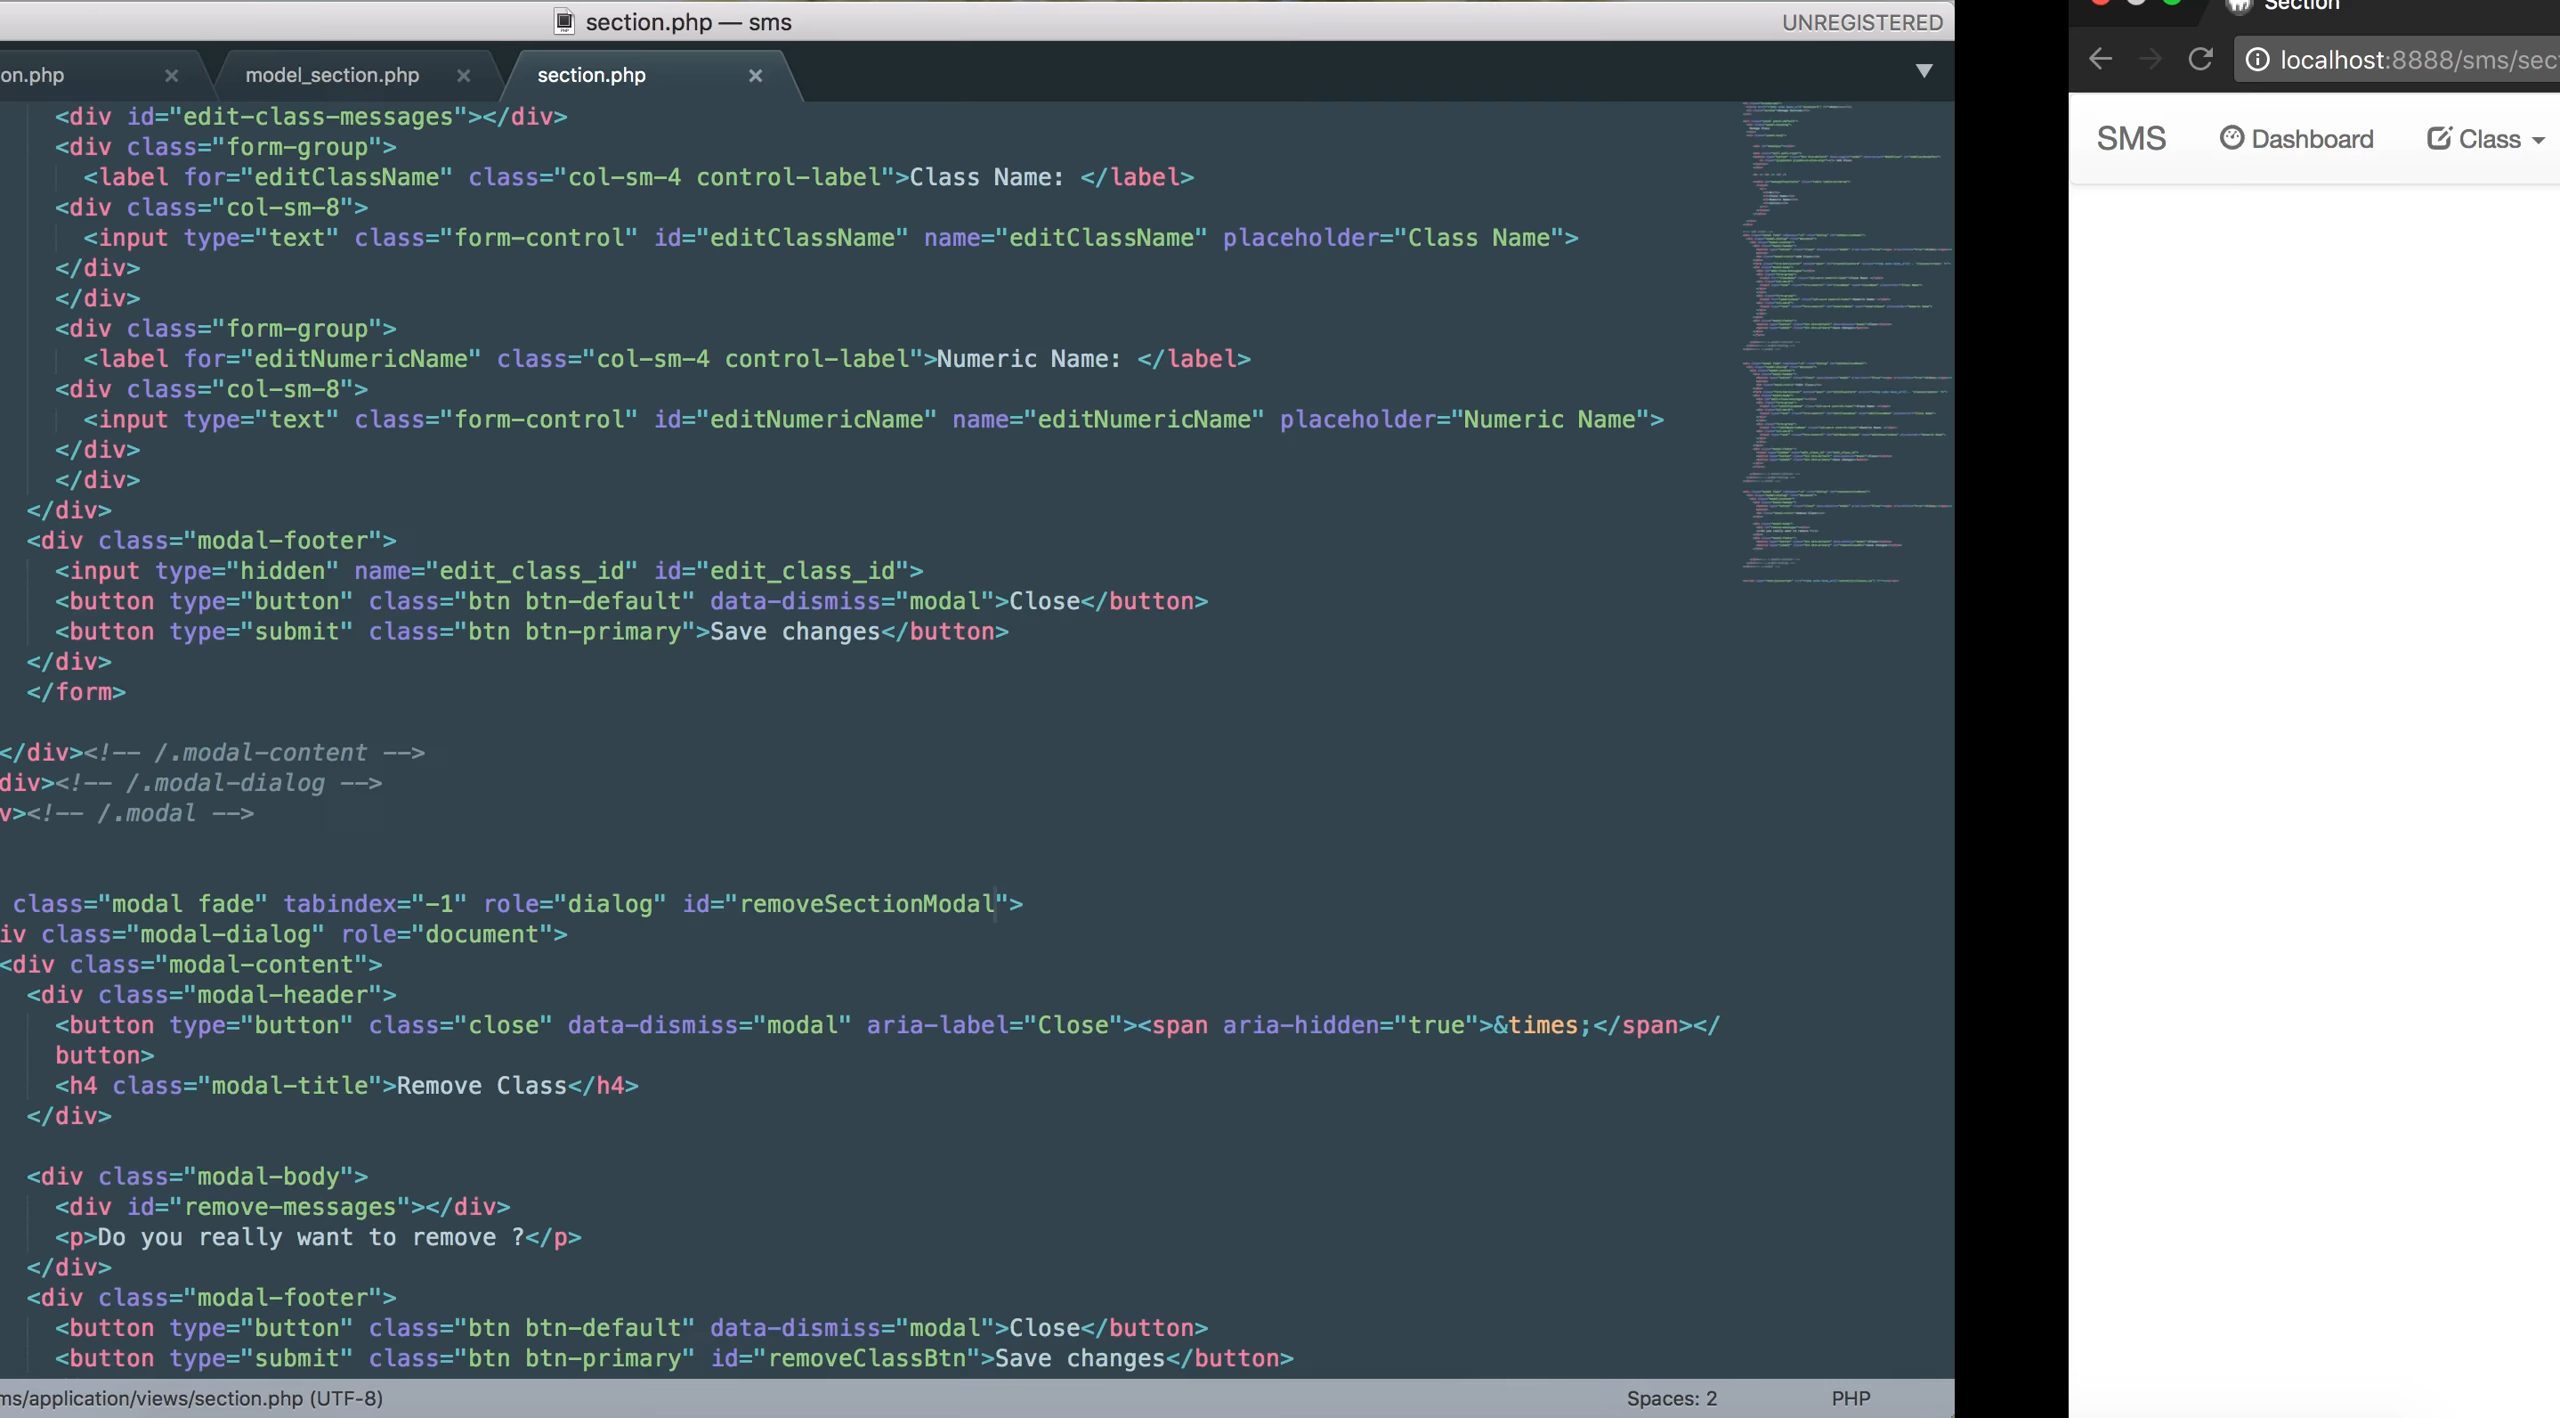 section.php — sms
UNREGISTERED
on.php
model_section.php
section.php
<div id="edit-class-messages"></div>
<div class="form-group">
<label for="editClassName" class="col-sm-4 control-label">Class Name: </label>
<div class="col-sm-8">
<input type="text" class="form-control" id="editClassName" name="editClassName" placeholder="Class Name">
</div>
</div>
<div class="form-group">
<label for="editNumericName" class="col-sm-4 control-label">Numeric Name: </label>
<div class="col-sm-8">
<input type="text" class="form-control" id="editNumericName" name="editNumericName" placeholder="Numeric Name">
</div>
</div>
</div>
<div class="modal-footer">
<input type="hidden" name="edit_class_id" id="edit_class_id">
<button type="button" class="btn btn-default" data-dismiss="modal">Close</button>
<button type="submit" class="btn btn-primary">Save changes</button>
</div>
</form>
</div><!-- /.modal-content -->
div><!-- /.modal-dialog -->
v><!-- /.modal -->
class="modal fade" tabindex="-1" role="dialog" id="removeSectionModal">
iv class="modal-dialog" role="document">
<div class="modal-content">
<div class="modal-header">
<button type="button" class="close" data-dismiss="modal" aria-label="Close"><span aria-hidden="true">&times;</span></
button>
<h4 class="modal-title">Remove Class</h4>
</div>
<div class="modal-body">
<div id="remove-messages"></div>
<p>Do you really want to remove ?</p>
</div>
<div class="modal-footer">
<button type="button" class="btn btn-default" data-dismiss="modal">Close</button>
<button type="submit" class="btn btn-primary" id="removeClassBtn">Save changes</button>
ms/application/views/section.php (UTF-8)
Spaces: 2
PHP
Section
localhost:8888/sms/sec
SMS
Dashboard
Class